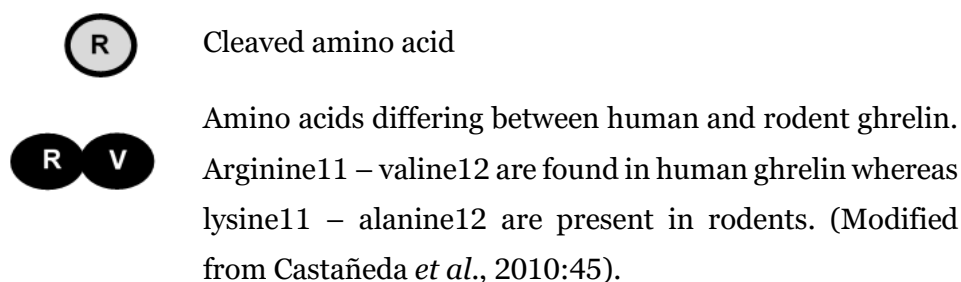 R Cleaved amino acid
Amino acids differing between human and rodent ghrelin.
R V Arginine11 – valine12 are found in human ghrelin whereas
lysine11 – alanine12 are present in rodents. (Modified
from Castañeda et al., 2010:45).